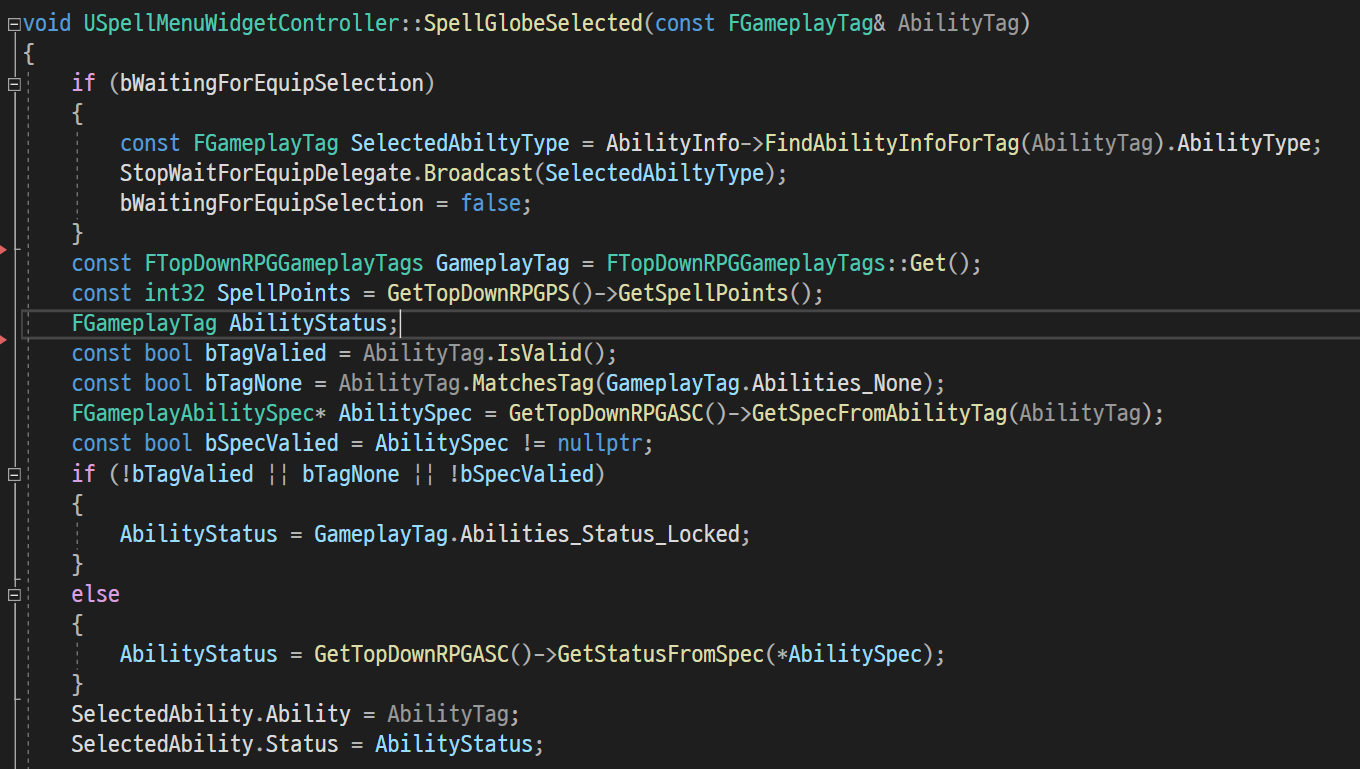 void USpellMenuWidgetController::SpellGlobeSelected(const FGameplayTag& AbilityTag)
{
    if (bWaitingForEquipSelection)
    {
        const FGameplayTag SelectedAbiltyType = AbilityInfo->FindAbilityInfoForTag(AbilityTag).AbilityType;
        StopWaitForEquipDelegate.Broadcast(SelectedAbiltyType);
        bWaitingForEquipSelection = false;
    }
    const FTopDownRPGGameplayTags GameplayTag = FTopDownRPGGameplayTags::Get();
    const int32 SpellPoints = GetTopDownRPGPS()->GetSpellPoints();
    FGameplayTag AbilityStatus;
    const bool bTagValied = AbilityTag.IsValid();
    const bool bTagNone = AbilityTag.MatchesTag(GameplayTag.Abilities_None);
    FGameplayAbilitySpec* AbilitySpec = GetTopDownRPGASC()->GetSpecFromAbilityTag(AbilityTag);
    const bool bSpecValied = AbilitySpec != nullptr;
    if (!bTagValied || bTagNone || !bSpecValied)
    {
        AbilityStatus = GameplayTag.Abilities_Status_Locked;
    }
    else
    {
        AbilityStatus = GetTopDownRPGASC()->GetStatusFromSpec(*AbilitySpec);
    }
    SelectedAbility.Ability = AbilityTag;
    SelectedAbility.Status = AbilityStatus;